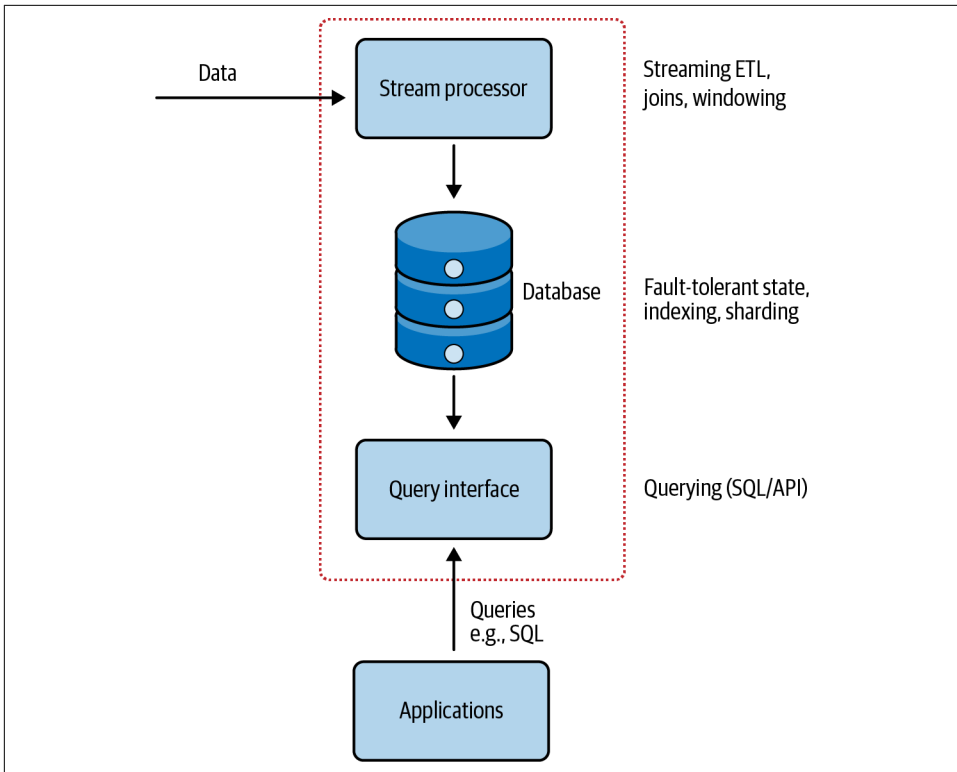 Data
Stream processor
Streaming ETL,
joins, windowing
Database
Fault-tolerant state,
indexing, sharding
Query interface
Querying (SQL/API)
Queries
e.g., SQL
Applications